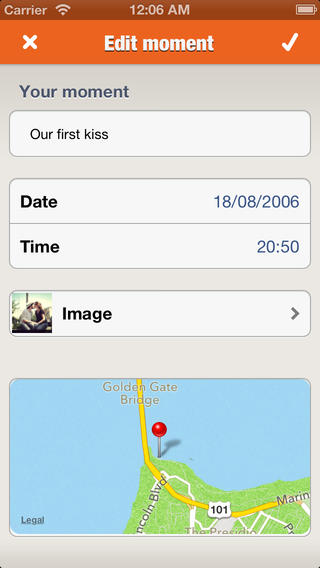 Carrier 12:06 AM
Edit moment
Your moment
Our first kiss
Date 18/08/2006
Time 20:50
Image
Golden Gate
Bridge
Lincoln Blvd
101
Marin
The Presidio
Legal